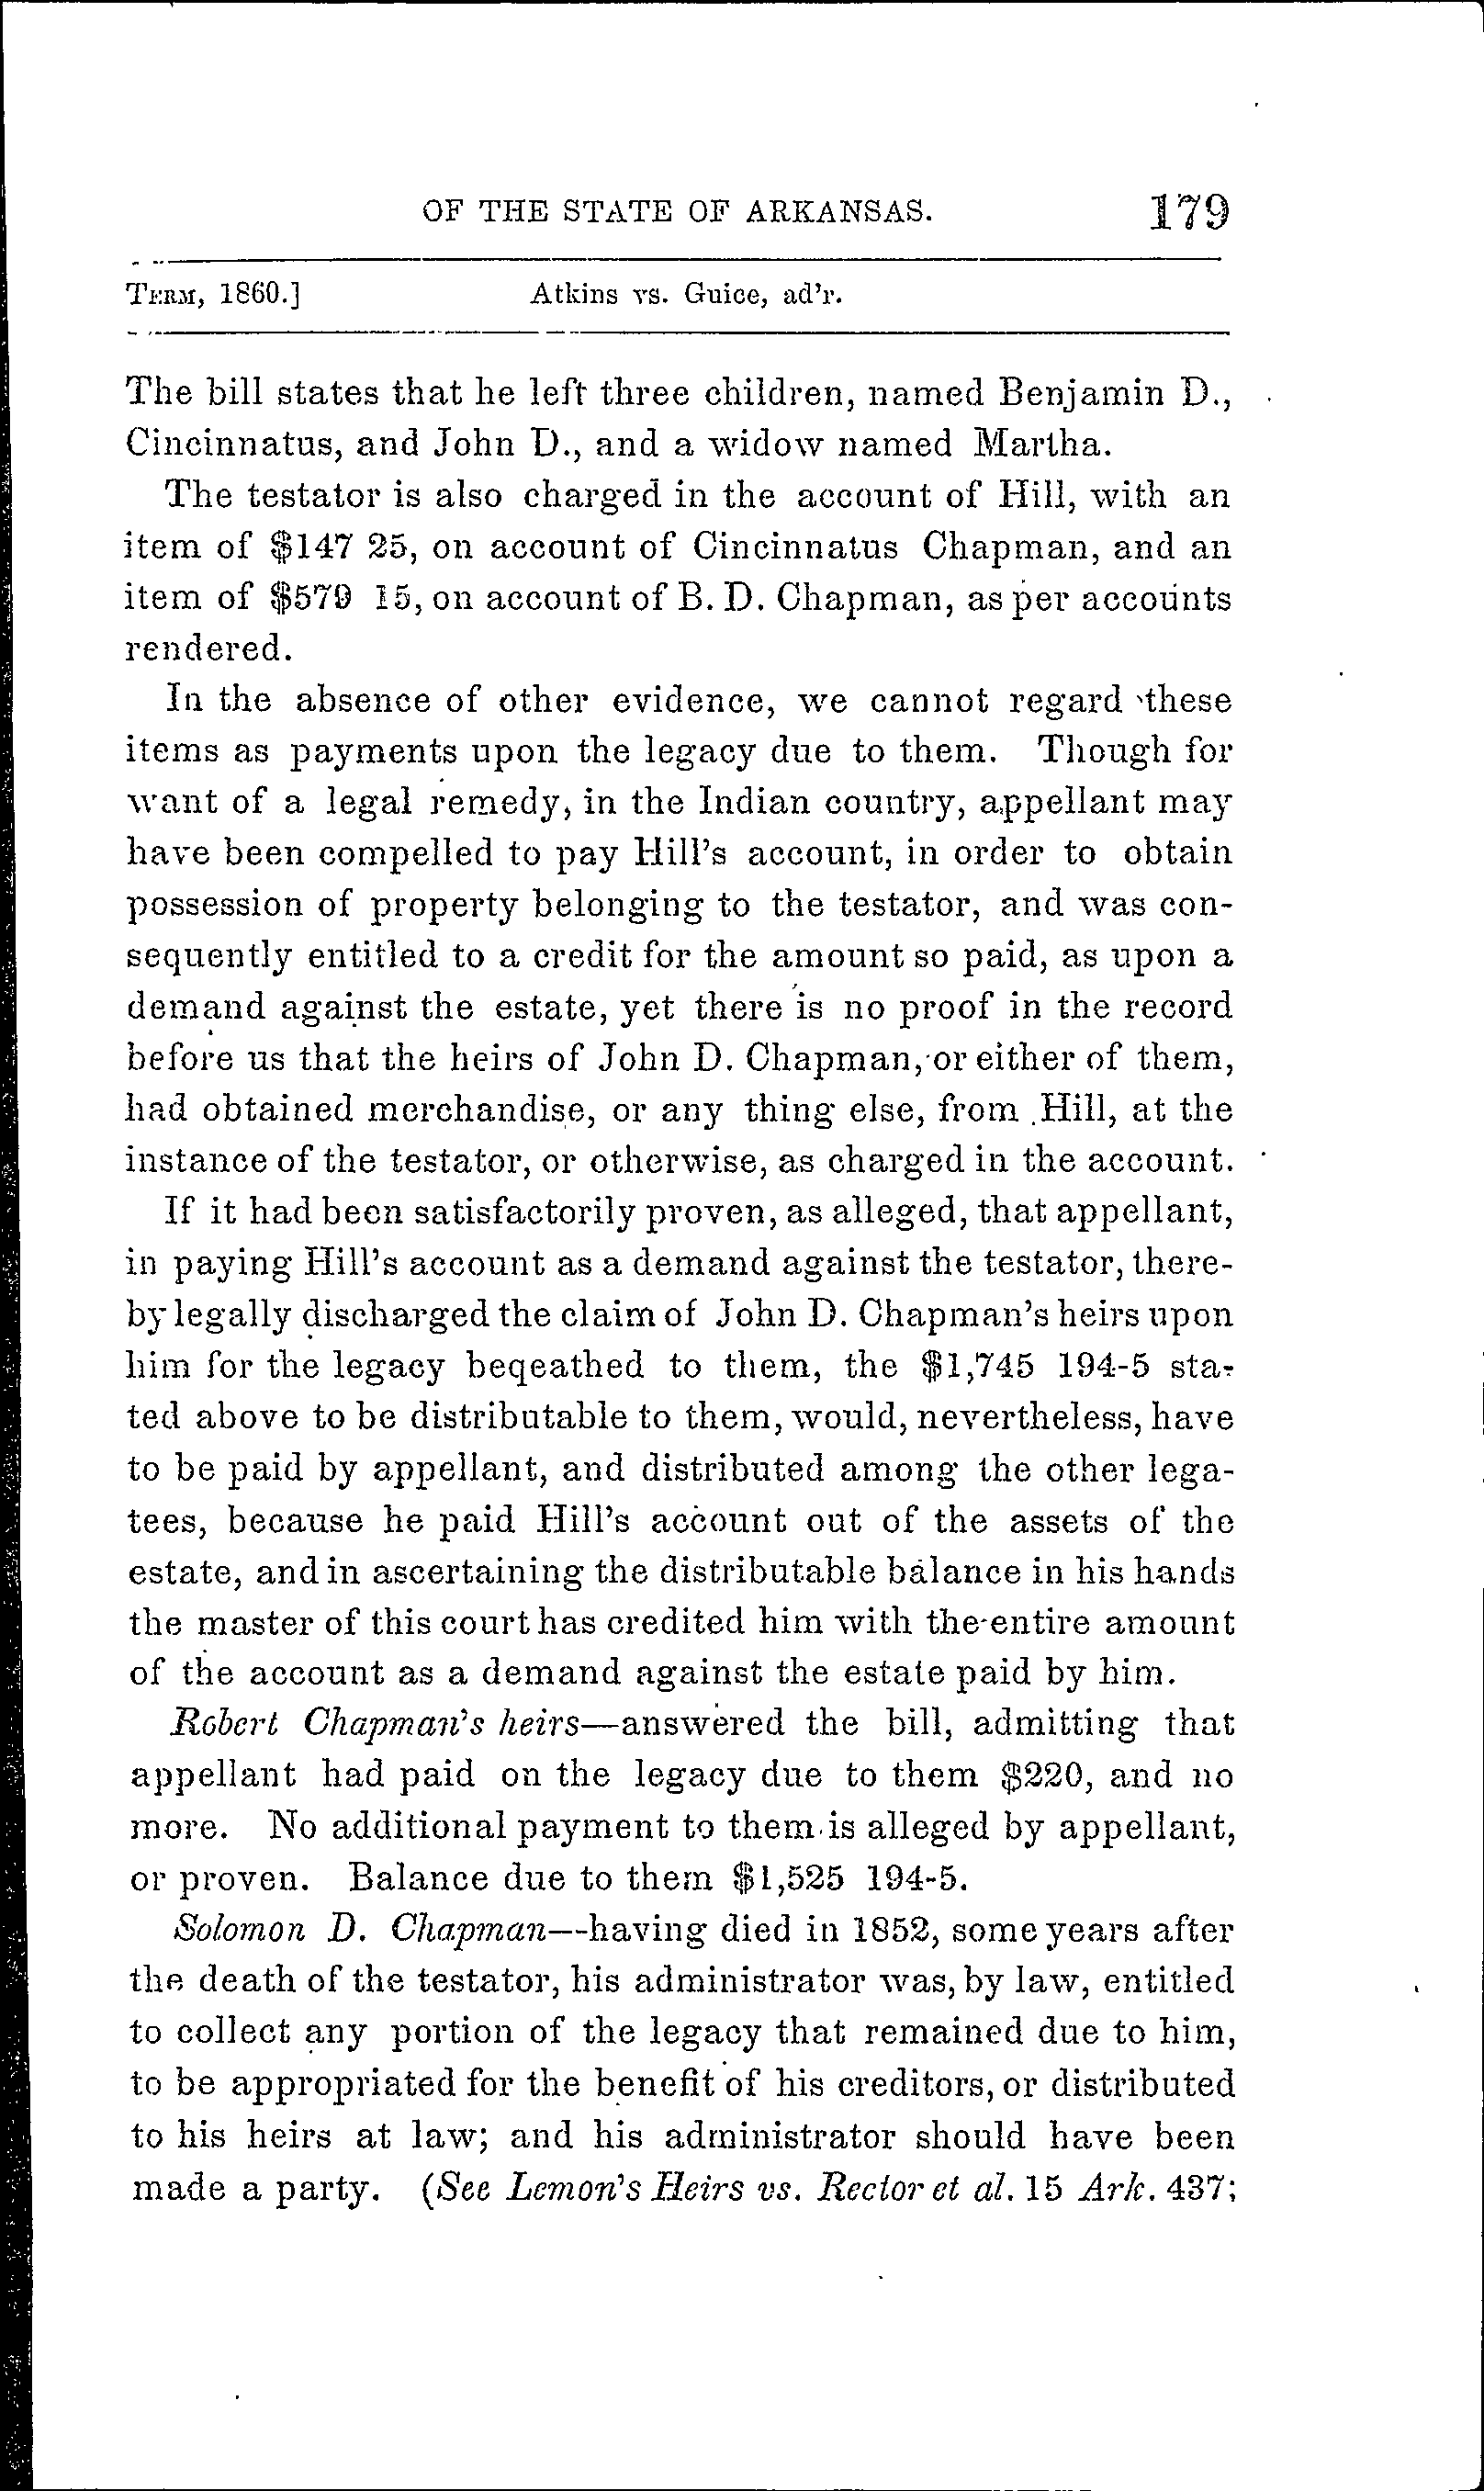 OF THE STATE OF ARKANSAS. 179
TERM, 1860.] Atkins vs. Guice, ad'r.
The bill states that he left three children, named Benjamin D.,
Cincinnatus, and John D., and a widow named Martha.
The testator is also charged in the account of Hill, with an
item of $147 25, on account of Cincinnatus Chapman, and an
item of $579 15, on account of B. D. Chapman, as per accounts
rendered.
In the absence of other evidence, we cannot regard these
items as payments upon the legacy due to them. Though for
want of a legal remedy, in the Indian country, appellant may
have been compelled to pay Hill's account, in order to obtain
possession of property belonging to the testator, and was con-
sequently entitled to a credit for the amount so paid, as upon a
demand against the estate, yet there is no proof in the record
before us that the heirs of John D. Chapman, or either of them,
had obtained merchandise, or any thing else, from Hill, at the
instance of the testator, or otherwise, as charged in the account.
If it had been satisfactorily proven, as alleged, that appellant,
in paying Hill's account as a demand against the testator, there-
by legally discharged the claim of John D. Chapman's heirs upon
him for the legacy beqeathed to them, the $1,745 194-5 sta-
ted above to be distributable to them, would, nevertheless, have
to be paid by appellant, and distributed among the other lega-
tees, because he paid Hill's account out of the assets of the
estate, and in ascertaining the distributable balance in his hands
the master of this court has credited him with the entire amount
of the account as a demand against the estate paid by him.
Robert Chapman's heirs—answered the bill, admitting that
appellant had paid on the legacy due to them $220, and no
more. No additional payment to them is alleged by appellant,
or proven. Balance due to them $1,525 194-5.
Solomon D. Chapman—having died in 1852, some years after
the death of the testator, his administrator was, by law, entitled
to collect any portion of the legacy that remained due to him,
to be appropriated for the benefit of his creditors, or distributed
to his heirs at law; and his administrator should have been
made a party. (See Lemon's Heirs vs. Rector et al. 15 Ark. 437;